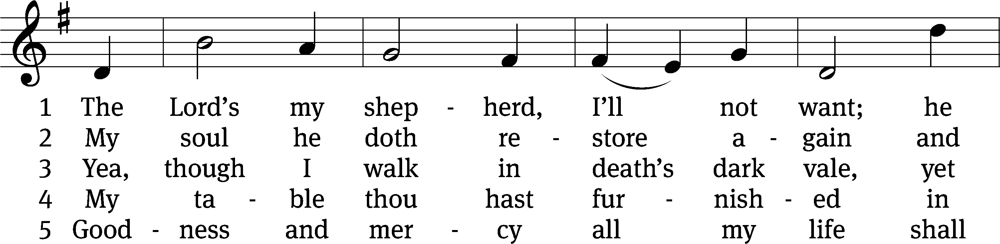 1 The Lord’s my shep - herd, I’ll not want; he
2 My soul he doth re - store a - gain and
3 Yea, though I walk in death’s dark vale, yet
4 My ta - ble thou hast fur - nish - ed in
5 Good - ness and mer - cy all my life shall